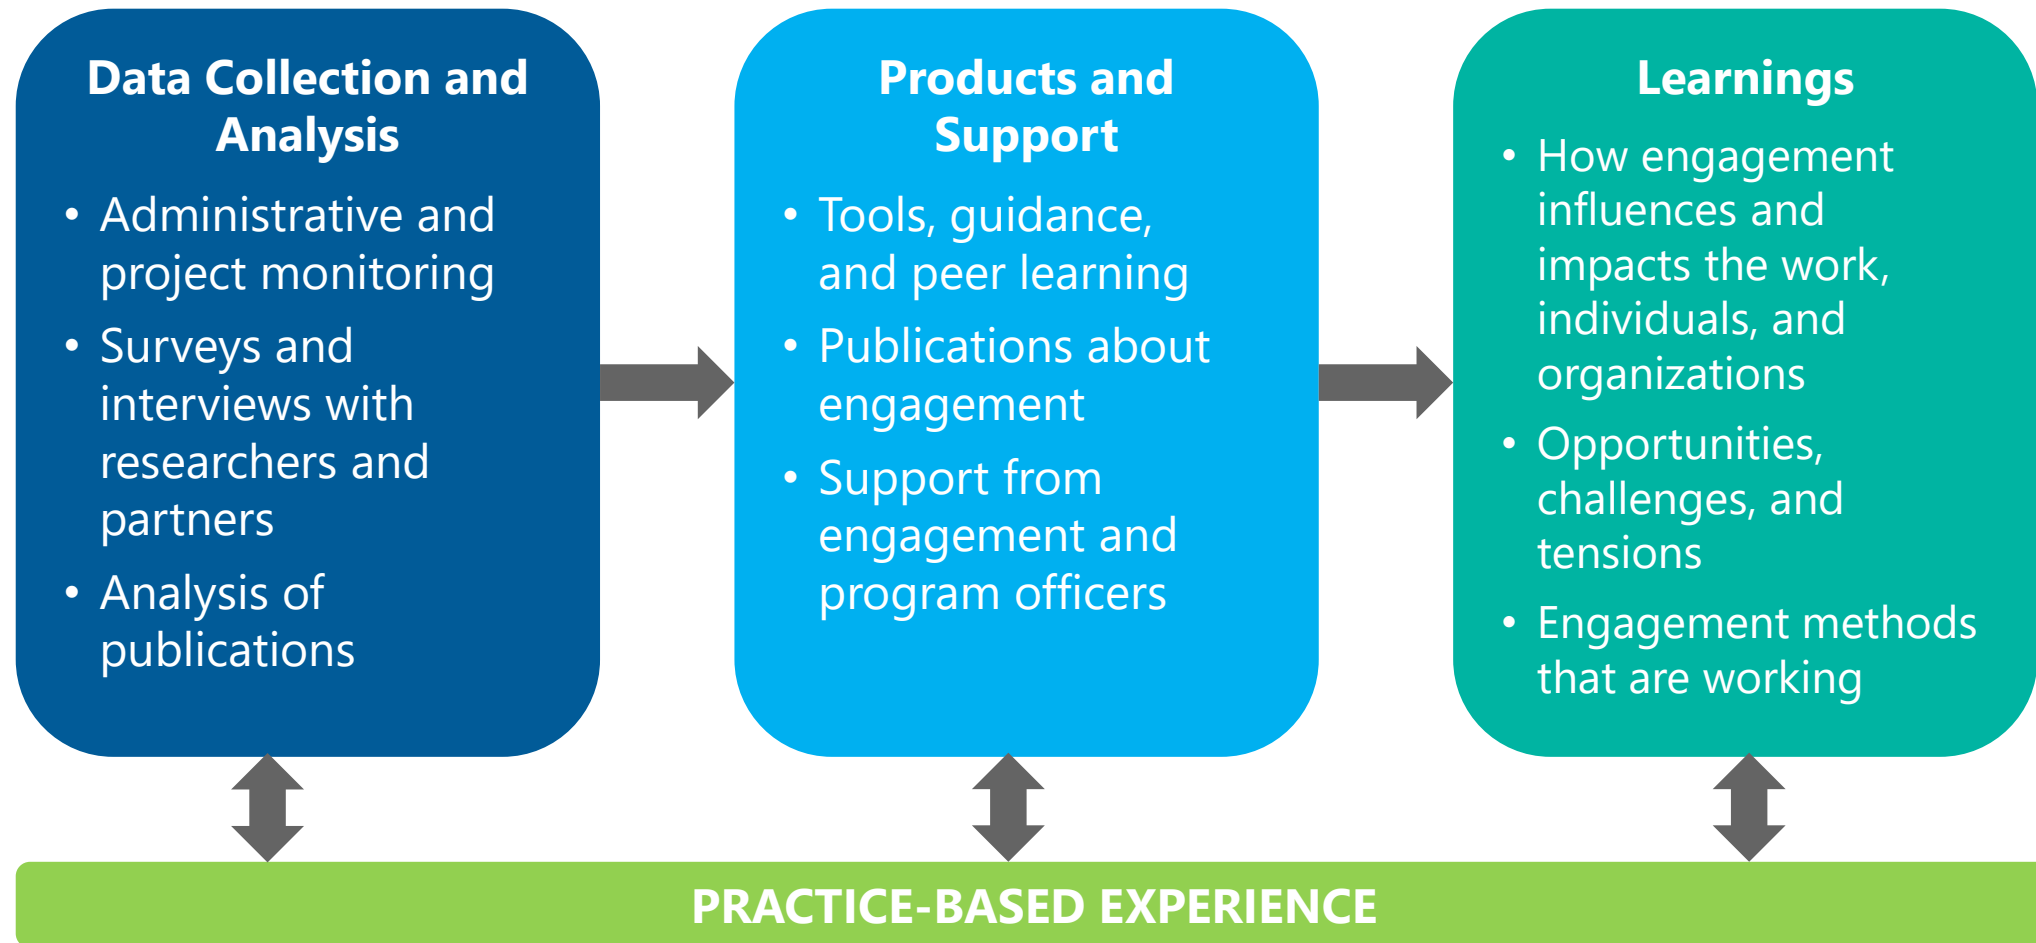 Data Collection and
Analysis
• Administrative and
project monitoring
• Surveys and
interviews with
researchers and
partners
• Analysis of
publications
Products and
Support
• Tools, guidance,
and peer learning
• Publications about
engagement
• Support from
engagement and
program officers
Learnings
• How engagement
influences and
impacts the work,
individuals, and
organizations
• Opportunities,
challenges, and
tensions
• Engagement methods
that are working
PRACTICE-BASED EXPERIENCE